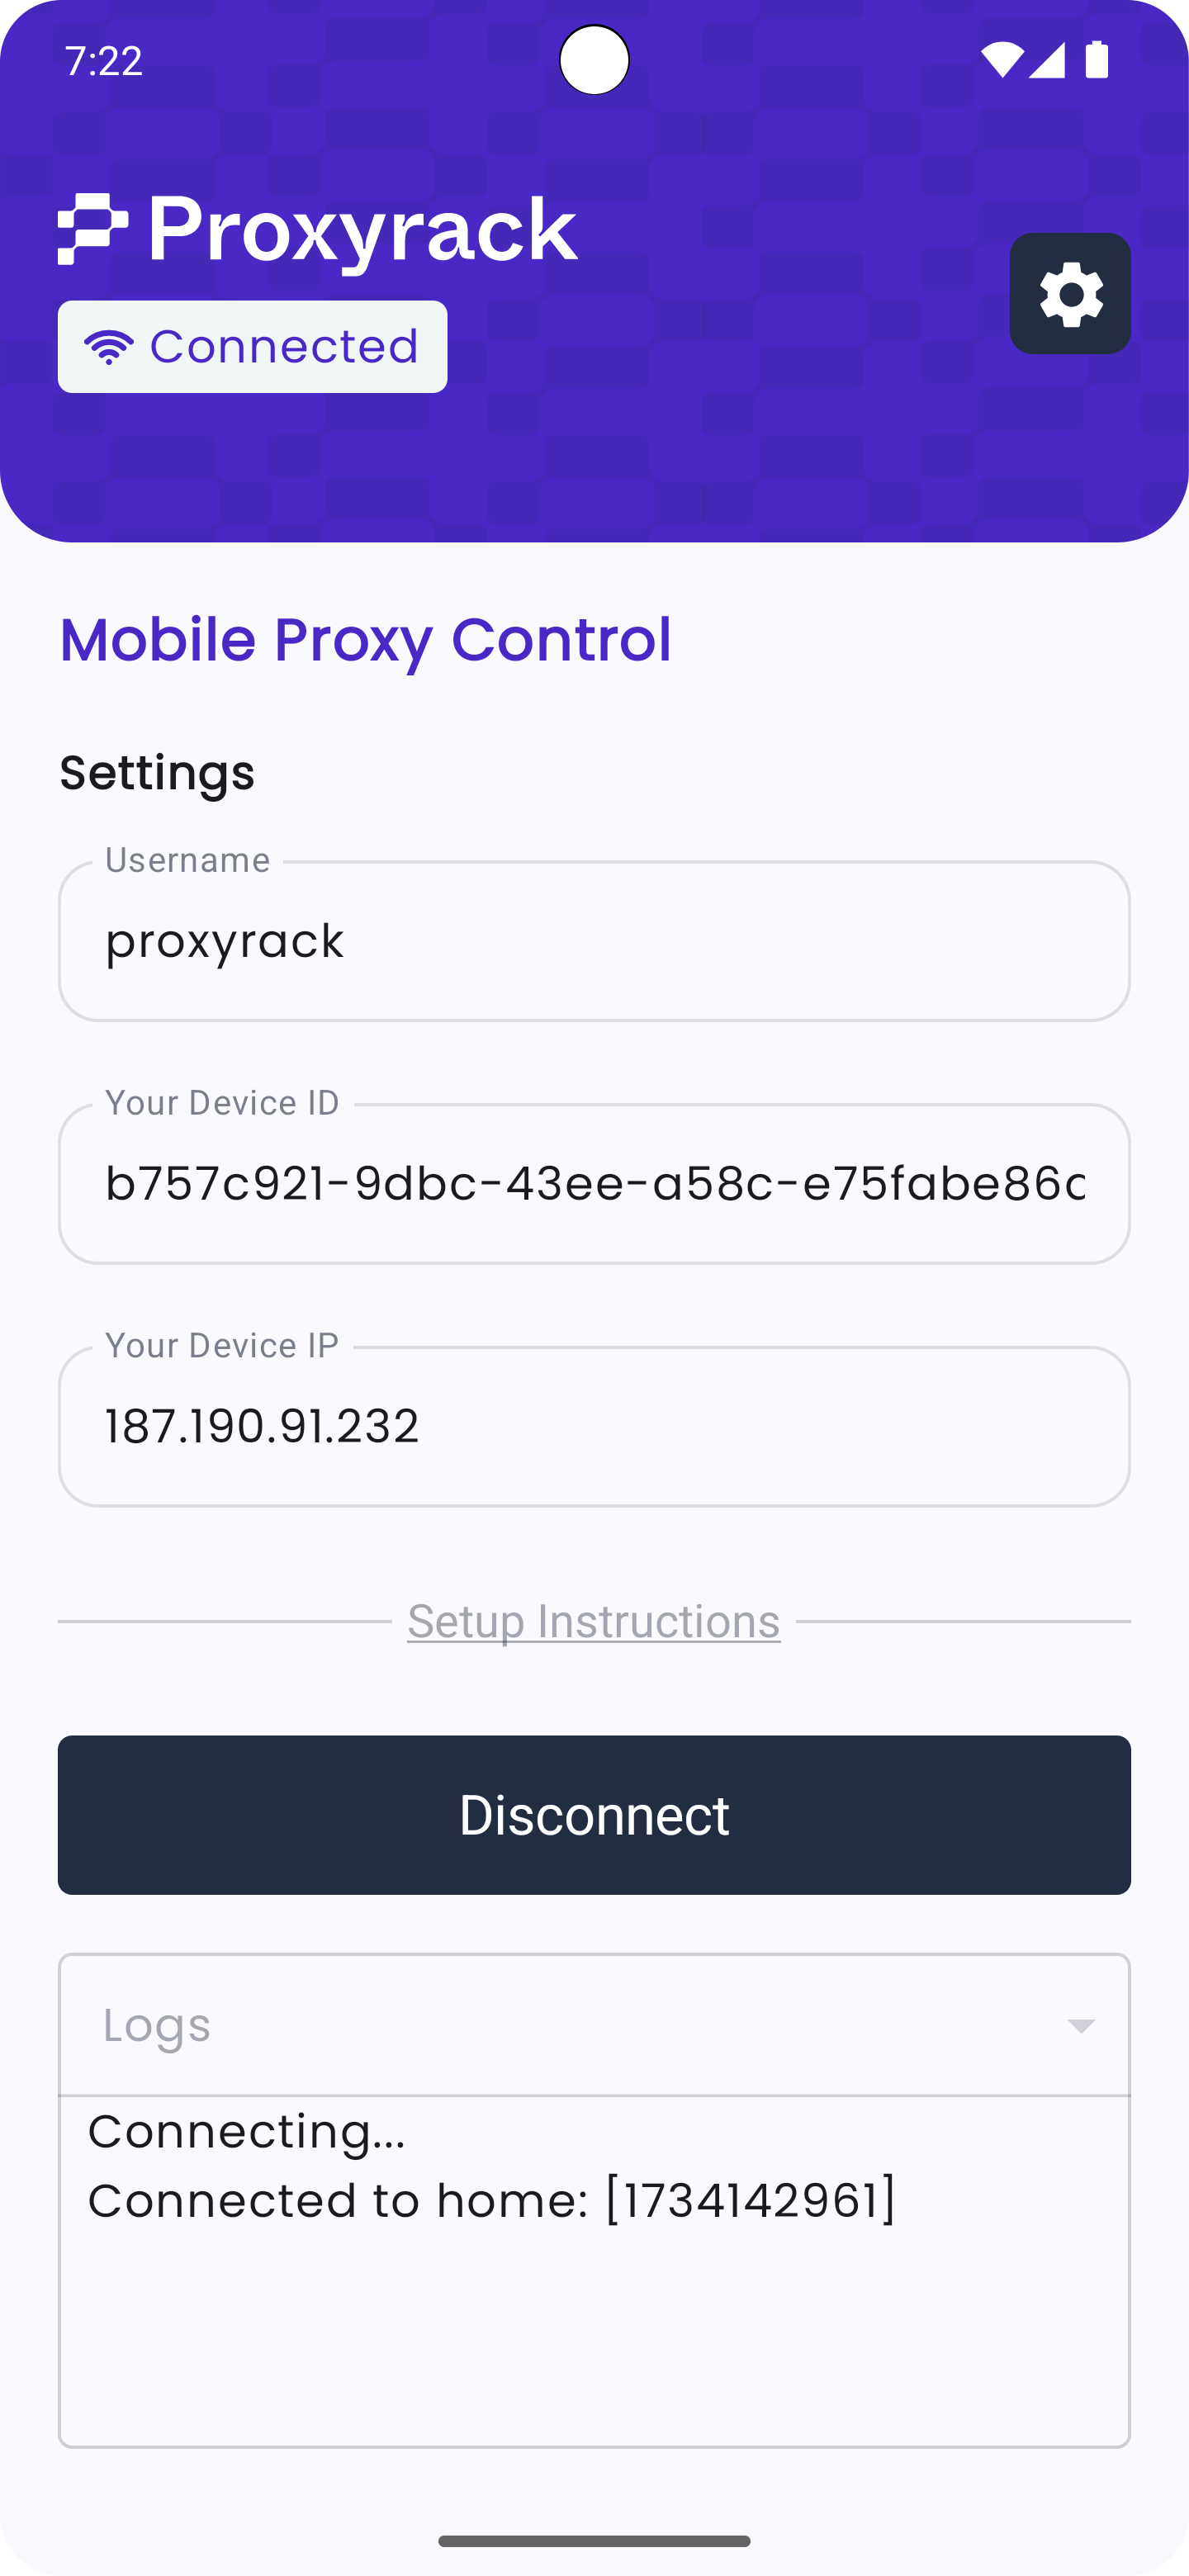 7:22
Proxyrack
Connected
Mobile Proxy Control
Settings
Username
proxyrack
Your Device ID
b757c921-9dbc-43ee-a58c-e75fabe86
Your Device IP
187.190.91.232
Setup Instructions
Disconnect
Logs
Connecting...
Connected to home: [1734142961]